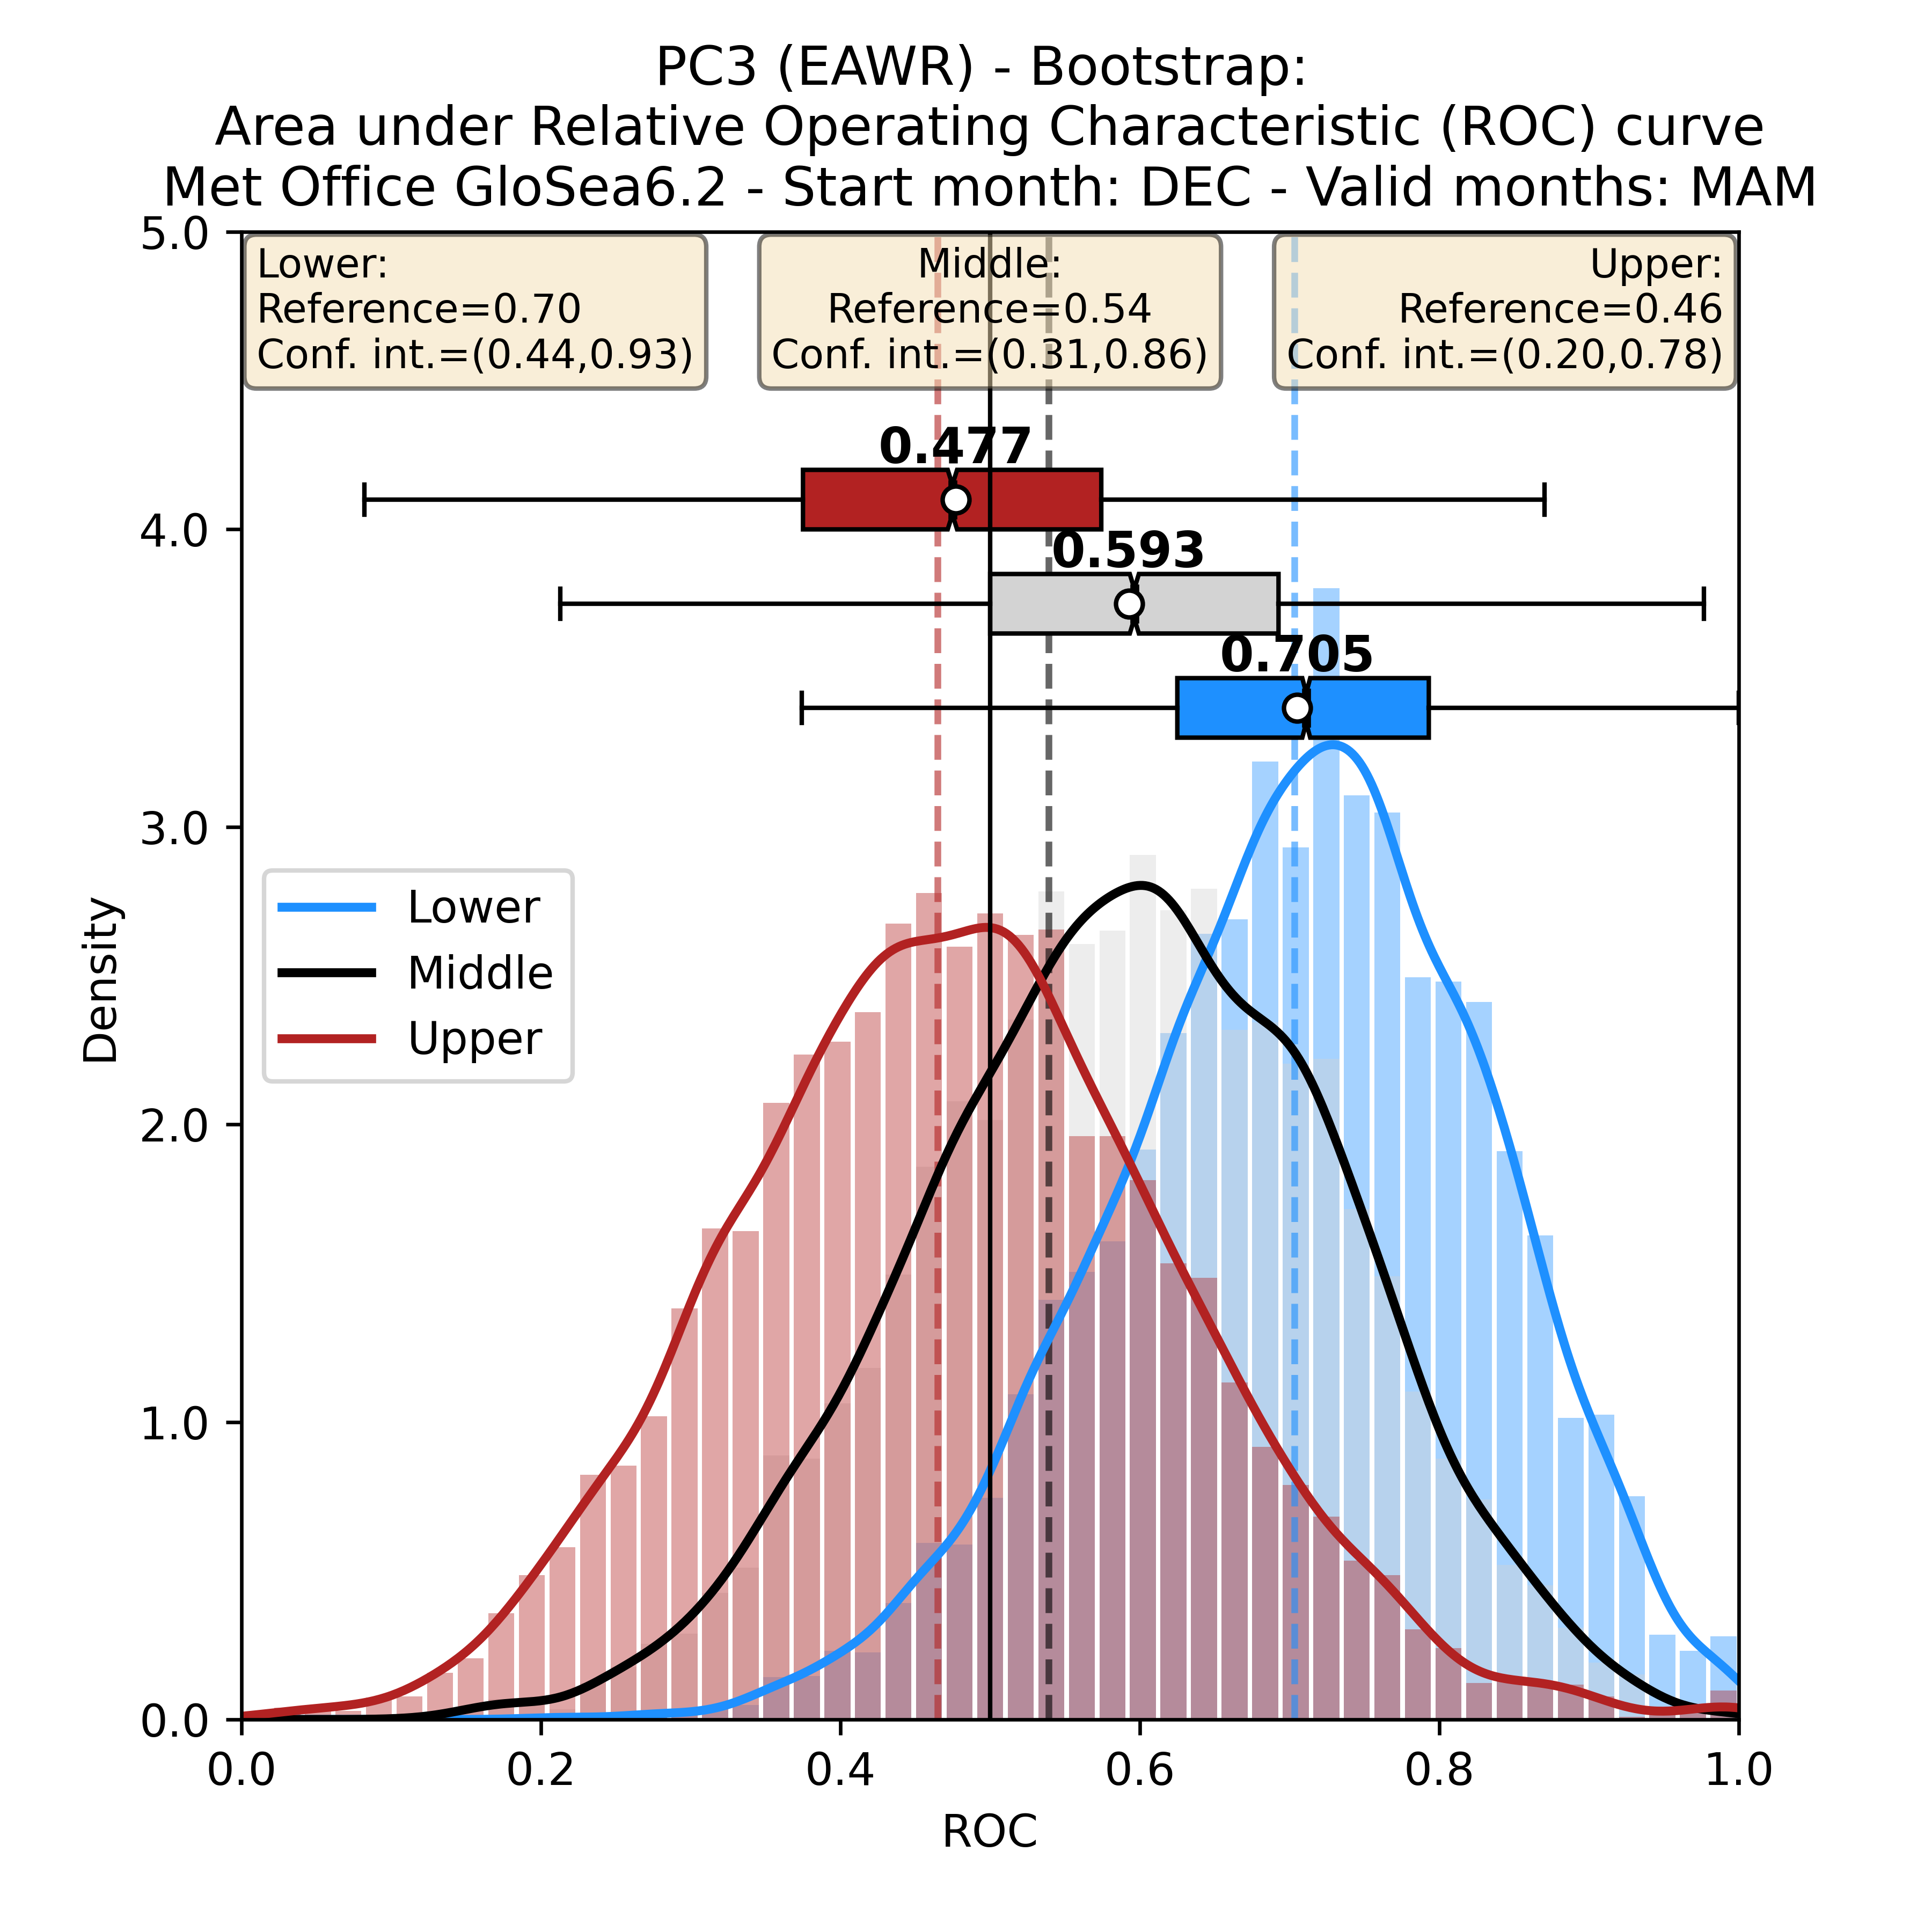 PC3 (EAWR) - Bootstrap:
Area under Relative Operating Characteristic (ROC) curve
Met Office GloSea6.2 - Start month: DEC - Valid months: MAM
Lower:
Reference=0.70
Conf. int.=(0.44,0.93)
Middle:
Reference=0.54
Conf. int.=(0.31,0.86)
Upper:
Reference=0.46
Conf. int.=(0.20,0.78)
0.477
0.593
0.705
Lower
Middle
Upper
Density
5.0
4.0
3.0
2.0
1.0
0.0
0.0 0.2 0.4 0.6 0.8 1.0
ROC